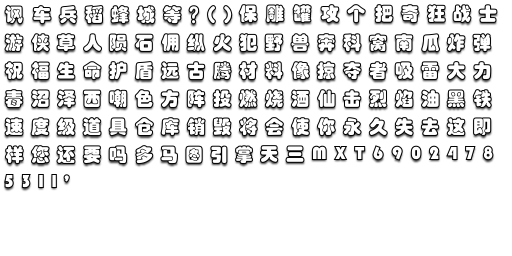 讽车兵稻蜂城等?()保雕罐攻个把奇狂战士
游侠草人陨石佣纵火犯野兽奔科窝南瓜炸弹
祝福生命护盾远古腾材料像掠夺者吸雷大力
毒沼泽西嘲色方阵投燃烧酒仙击烈焰油黑铁
速度级道具仓库销毁将会使你永久失去这即
样您还要吗多马图引掌天三MXT6902478
5311'